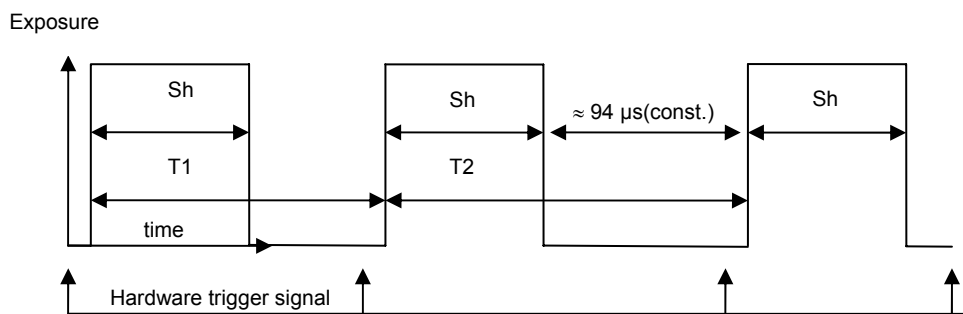 Exposure
Sh
Sh
Sh
≈ 94 µs(const.)
T1
T2
time
Hardware trigger signal